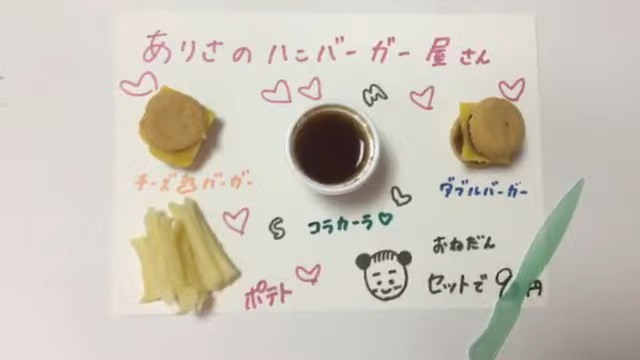 ありさのハンバーガー屋さん
M
チーズバーガー
ダブルバーガー
S
コラカーラ
L
ポテト
おねだん
セットで9 円